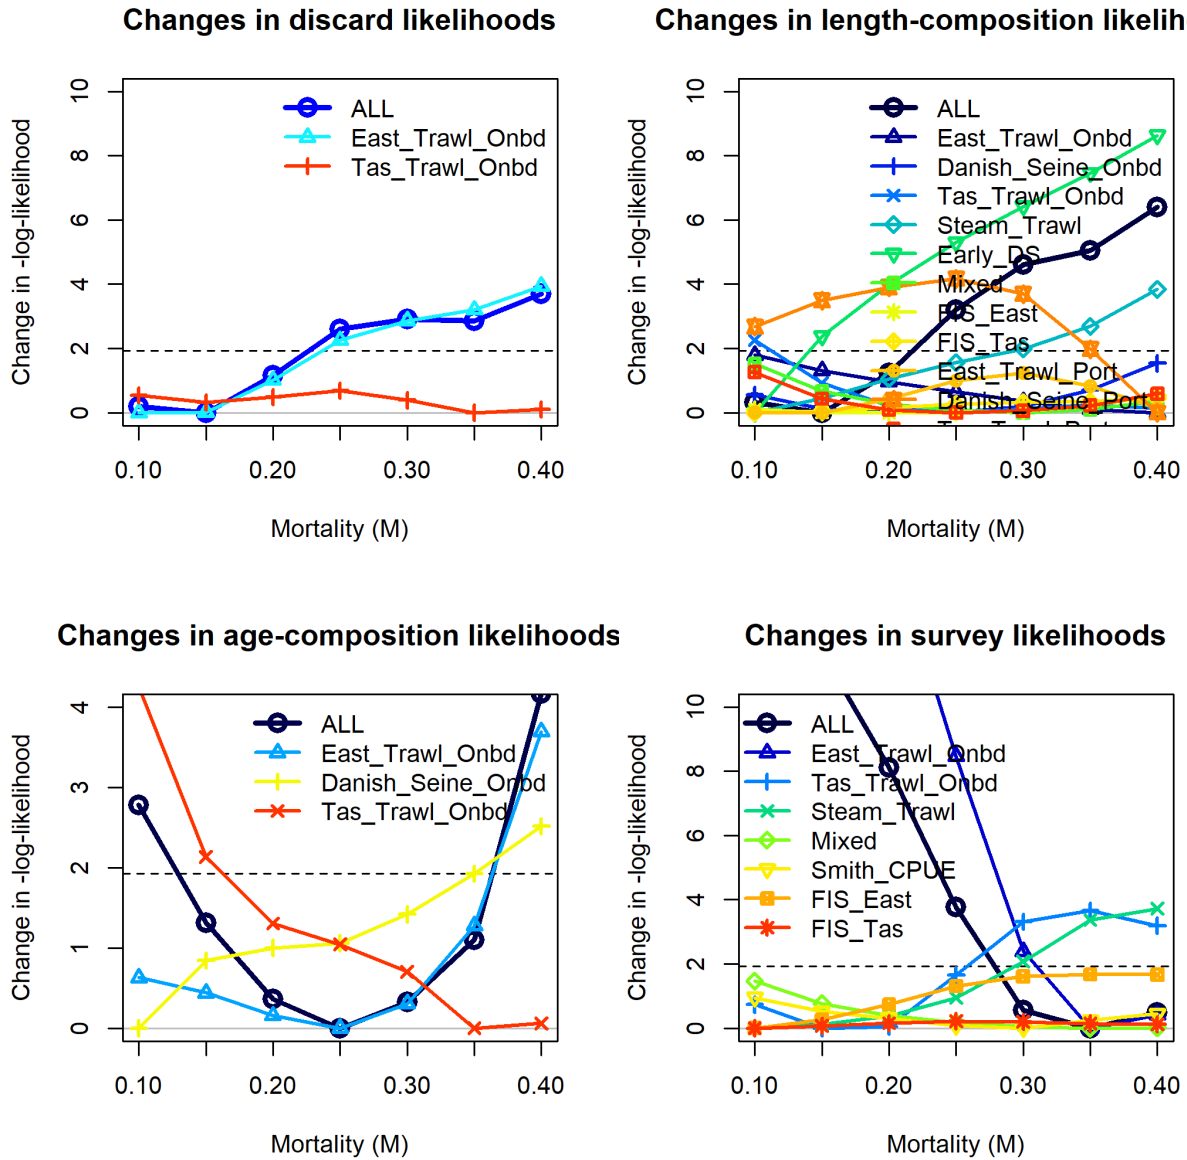 Changes in discard likelihoods
Change in -log-likelihood
10
8
6
4
2
0
ALL
East_Trawl_Onbd
Tas_Trawl_Onbd
0.10
0.20
0.30
0.40
Mortality (M)
Changes in length-composition likelih
Change in -log-likelihood
10
8
6
4
2
0
ALL
East_Trawl_Onbd
Danish_Seine_Onbd
Tas_Trawl_Onbd
Steam_Trawl
Early_DS
Mixed
FIS_East
FIS_Tas
East_Trawl_Port
Danish_Seine_Port
0.10
0.20
0.30
0.40
Mortality (M)
Changes in age-composition likelihoods
Change in -log-likelihood
4
3
2
1
0
ALL
East_Trawl_Onbd
Danish_Seine_Onbd
Tas_Trawl_Onbd
0.10
0.20
0.30
0.40
Mortality (M)
Changes in survey likelihoods
Change in -log-likelihood
10
8
6
4
2
0
ALL
East_Trawl_Onbd
Tas_Trawl_Onbd
Steam_Trawl
Mixed
Smith_CPUE
FIS_East
FIS_Tas
0.10
0.20
0.30
0.40
Mortality (M)